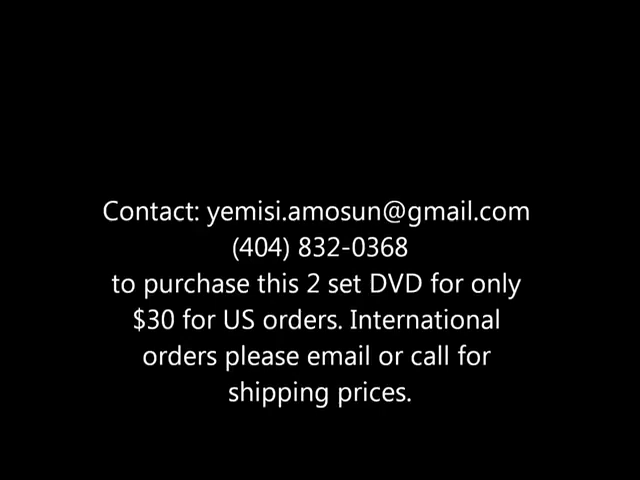 Contact: yemisi.amosun@gmail.com
(404) 832-0368
to purchase this 2 set DVD for only
$30 for US orders. International
orders please email or call for
shipping prices.